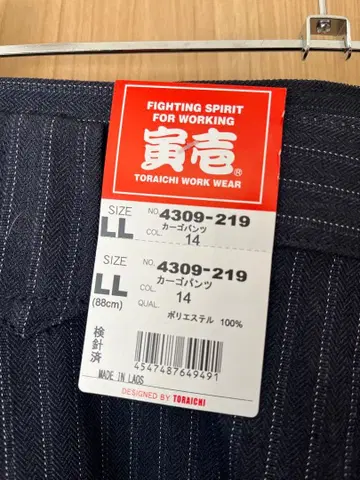 FIGHTING SPIRIT
FOR WORKING
寅壱®
TORAICHI WORK WEAR
SIZE LL NO. 4309-219
カーゴパンツ
COL. 14
SIZE LL (88cm) NO. 4309-219
カーゴパンツ
COL. 14
QUAL. ポリエステル 100%
検針済
4547487649491
MADE IN LAOS
DESIGNED BY TORAICHI